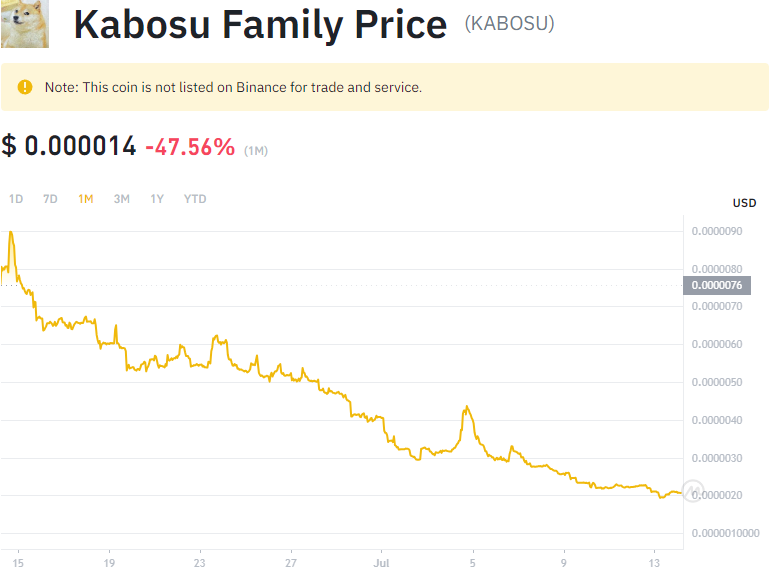 Kabosu Family Price (KABOSU)
Note: This coin is not listed on Binance for trade and service.
$ 0.000014 -47.56% (1M)
1D 7D 1M 3M 1Y YTD
USD
0.0000090
0.0000080
0.0000076
0.0000070
0.0000060
0.0000050
0.0000040
0.0000030
0.0000020
0.0000010000
15 19 23 27 Jul 5 9 13